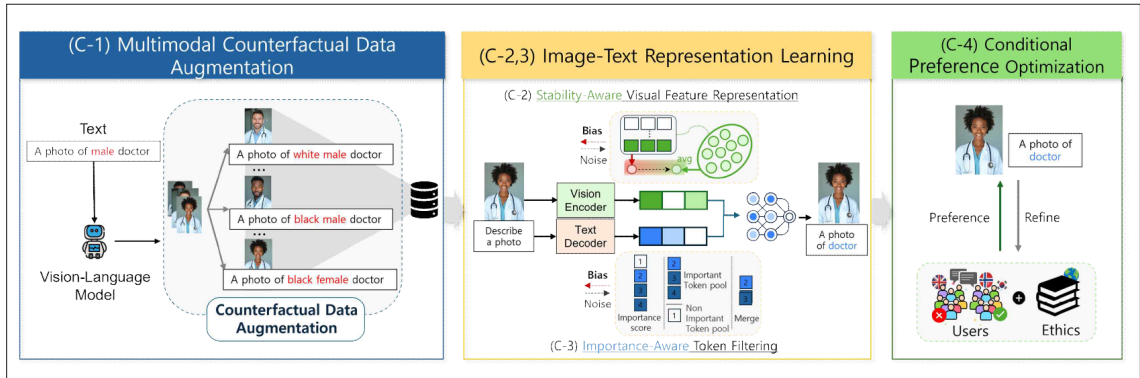 (C-1) Multimodal Counterfactual Data
Augmentation
Text
A photo of male doctor
Vision-Language
Model
A photo of white male doctor
...
A photo of black male doctor
...
A photo of black female doctor
Counterfactual Data
Augmentation
(C-2,3) Image-Text Representation Learning
(C-2) Stability-Aware Visual Feature Representation
Bias
Noise
avg
Describe
a photo
Vision
Encoder
Text
Decoder
A photo
of doctor
Bias
Noise
1
2
3
4
Importance
score
2
3
4
Important
Token pool
1
Non
Important
Token pool
2
3
Merge
(C-3) Importance-Aware Token Filtering
(C-4) Conditional
Preference Optimization
A photo of
doctor
Preference
Refine
Users
Ethics